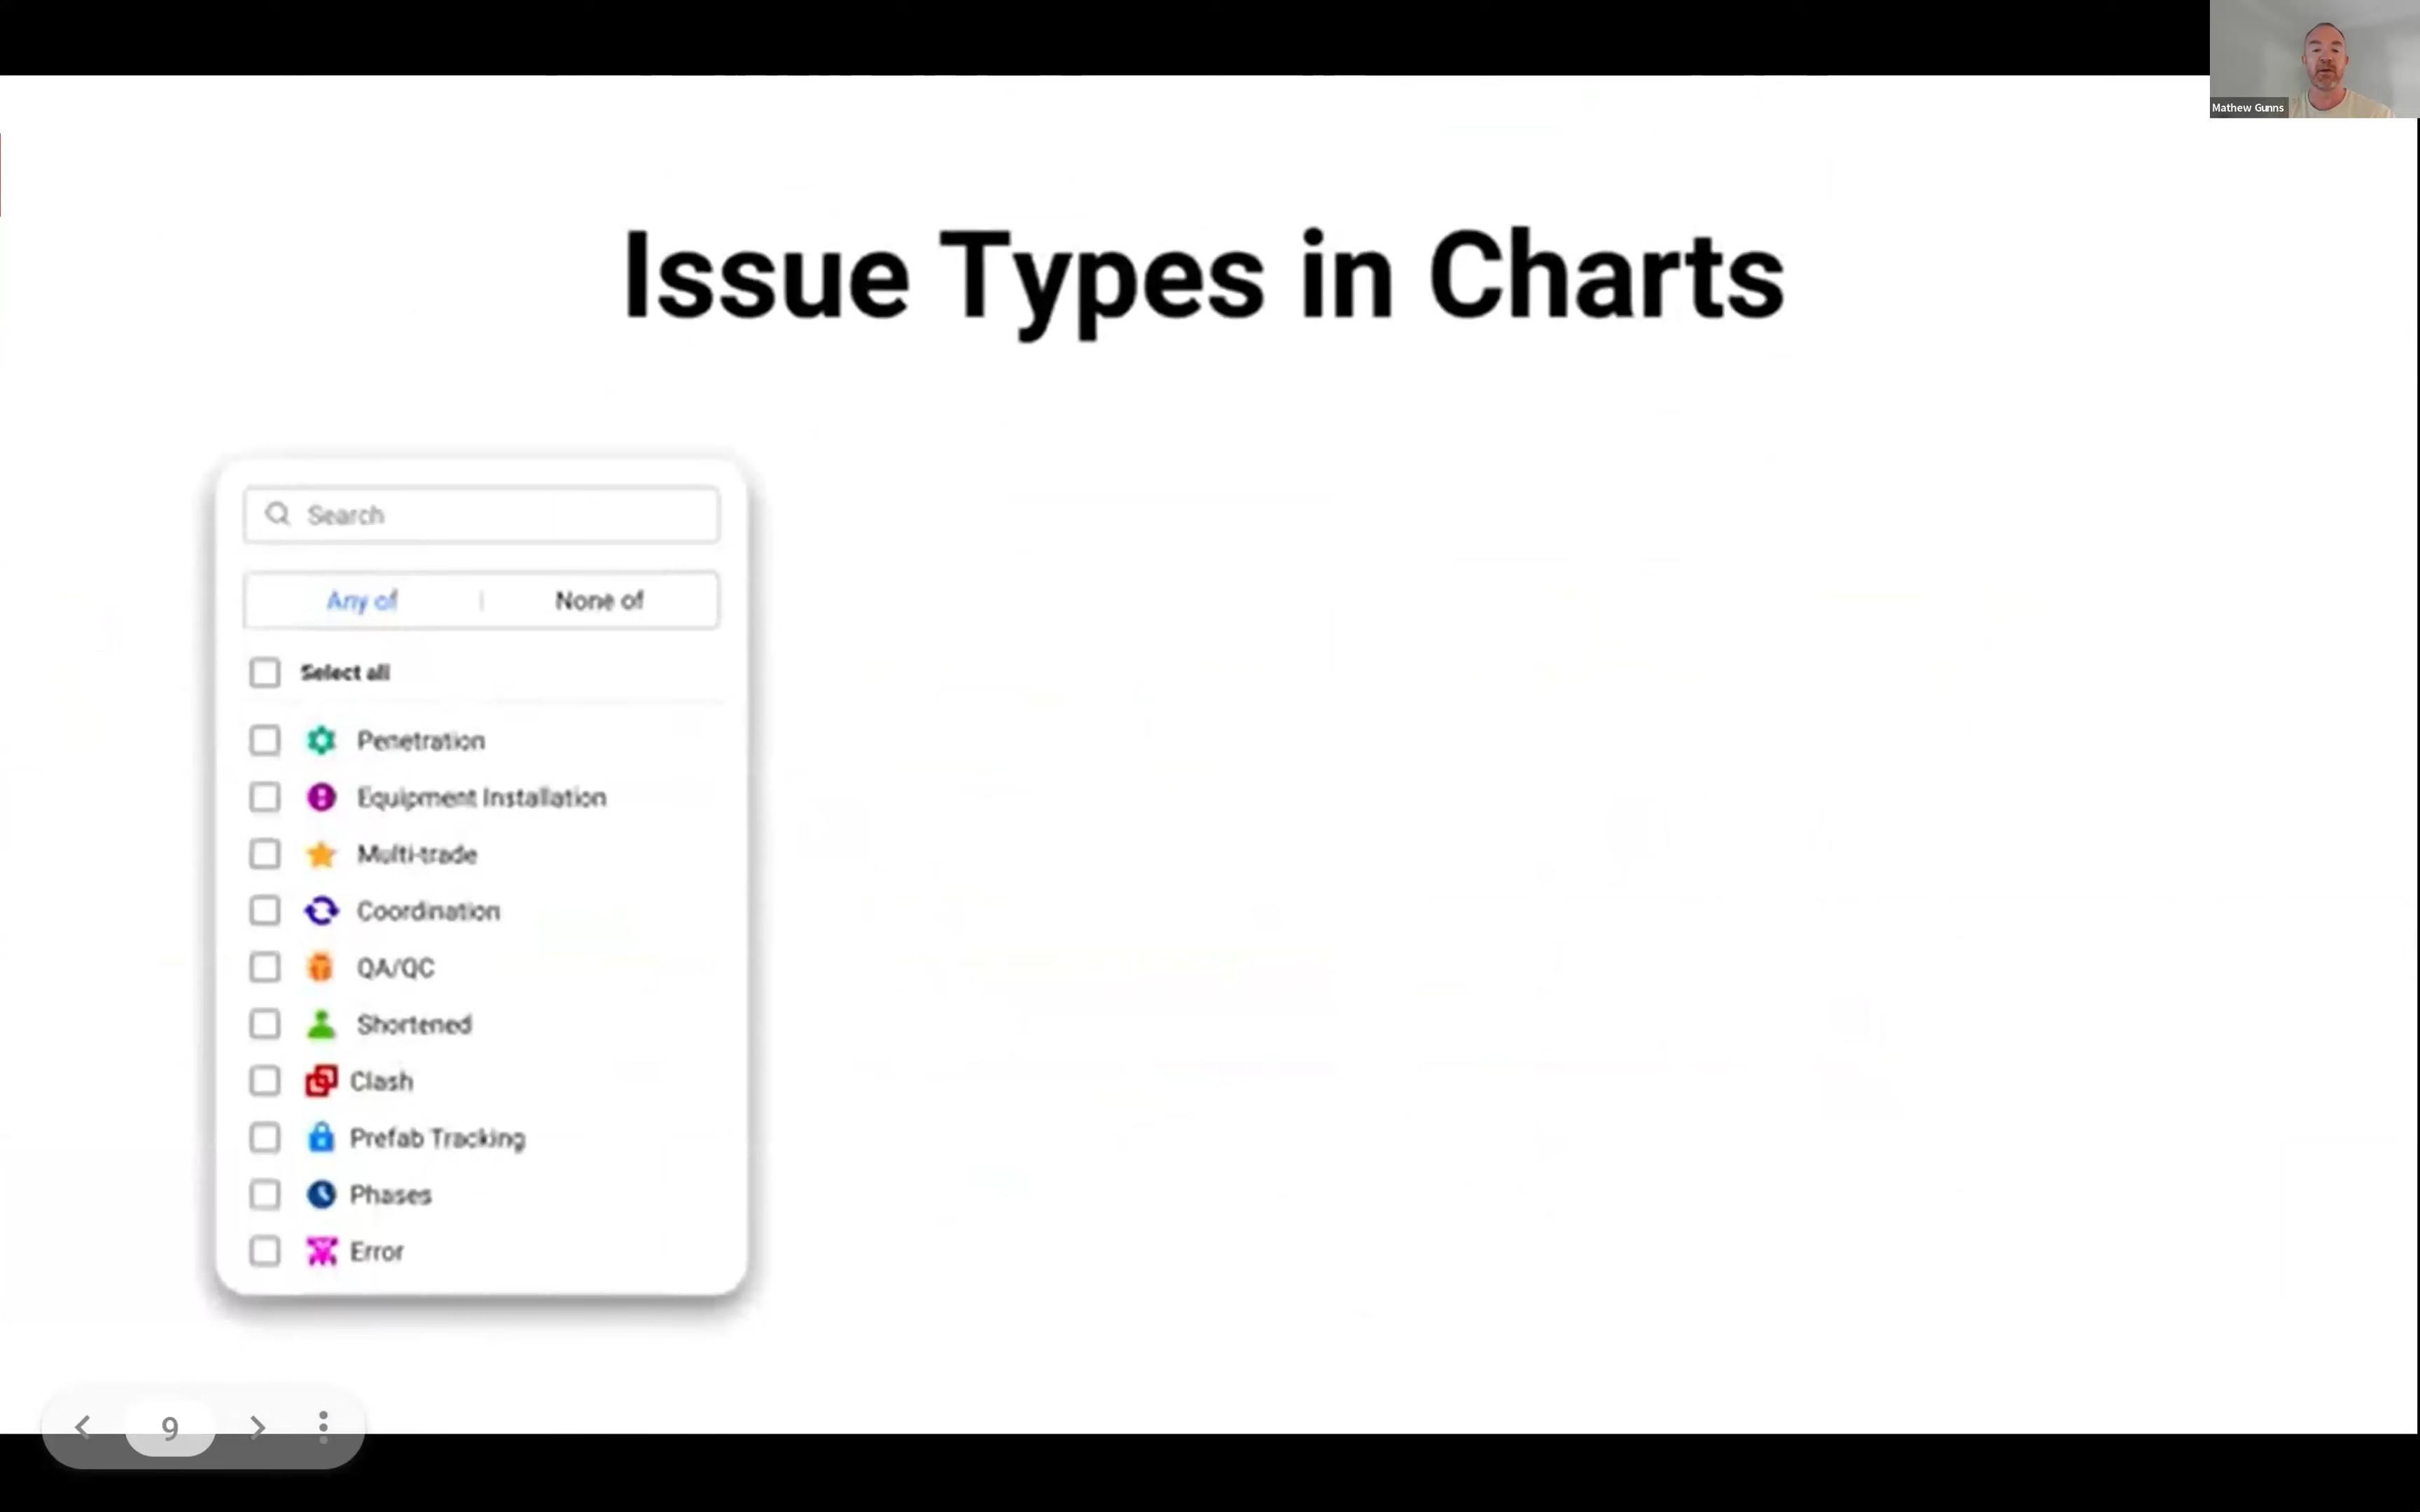 Mathew Gunns
Issue Types in Charts
Search
Any of | None of
Select all
Penetration
Equipment Installation
Multi-trade
Coordination
QA/QC
Shortened
Clash
Prefab Tracking
Phases
Error
9